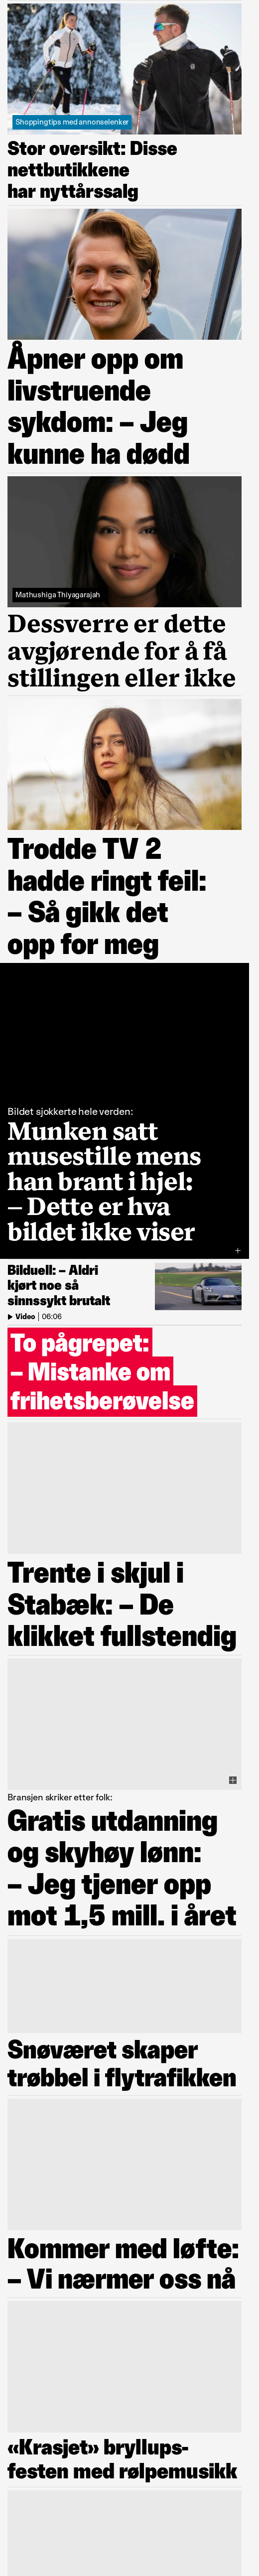 Shoppingtips med annonselenker
Stor oversikt: Disse
nettbutikkene
har nyttårssalg
Åpner opp om
livstruende
sykdom: – Jeg
kunne ha dødd
Mathushiga Thiyagarajah
Dessverre er dette
avgjørende for å få
stillingen eller ikke
Trodde TV 2
hadde ringt feil:
– Så gikk det
opp for meg
Bildet sjokkerte hele verden:
Munken satt
musestille mens
han brant i hjel:
– Dette er hva
bildet ikke viser
Bilduell: – Aldri
kjørt noe så
sinnssykt brutalt
Video | 06:06
To pågrepet:
– Mistanke om
frihetsberøvelse
Trente i skjul i
Stabæk: – De
klikket fullstendig
Bransjen skriker etter folk:
Gratis utdanning
og skyhøy lønn:
– Jeg tjener opp
mot 1,5 mill. i året
Snøværet skaper
trøbbel i flytrafikken
Kommer med løfte:
– Vi nærmer oss nå
«Krasjet» bryllups-
festen med rølpemusikk